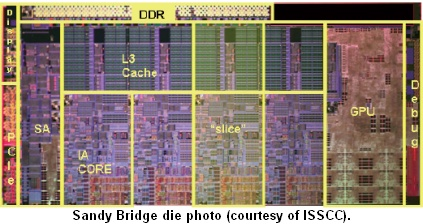 DDR
Display
L3
Cache
GPU
Debug
PCIe
SA
IA
CORE
"slice"
Sandy Bridge die photo (courtesy of ISSCC).